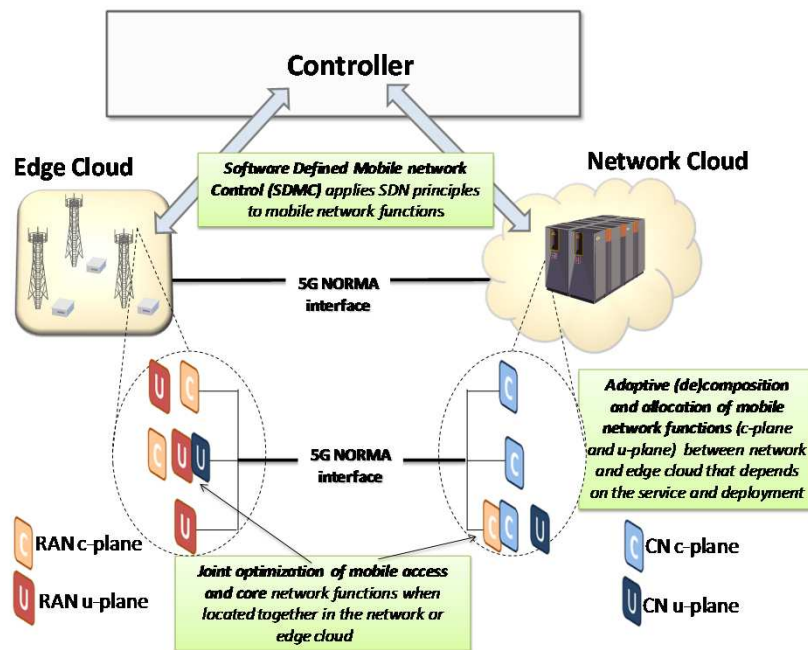 Controller
Edge Cloud
Network Cloud
Software Defined Mobile network
Control (SDMC) applies SDN principles
to mobile network functions
5G NORMA
interface
U C
C
C U U
C
U
C C U
5G NORMA
interface
Adaptive (de)composition
and allocation of mobile
network functions (c-plane
and u-plane) between network
and edge cloud that depends
on the service and deployment
C RAN c-plane
U RAN u-plane
Joint optimization of mobile access
and core network functions when
located together in the network or
edge cloud
C CN c-plane
U CN u-plane